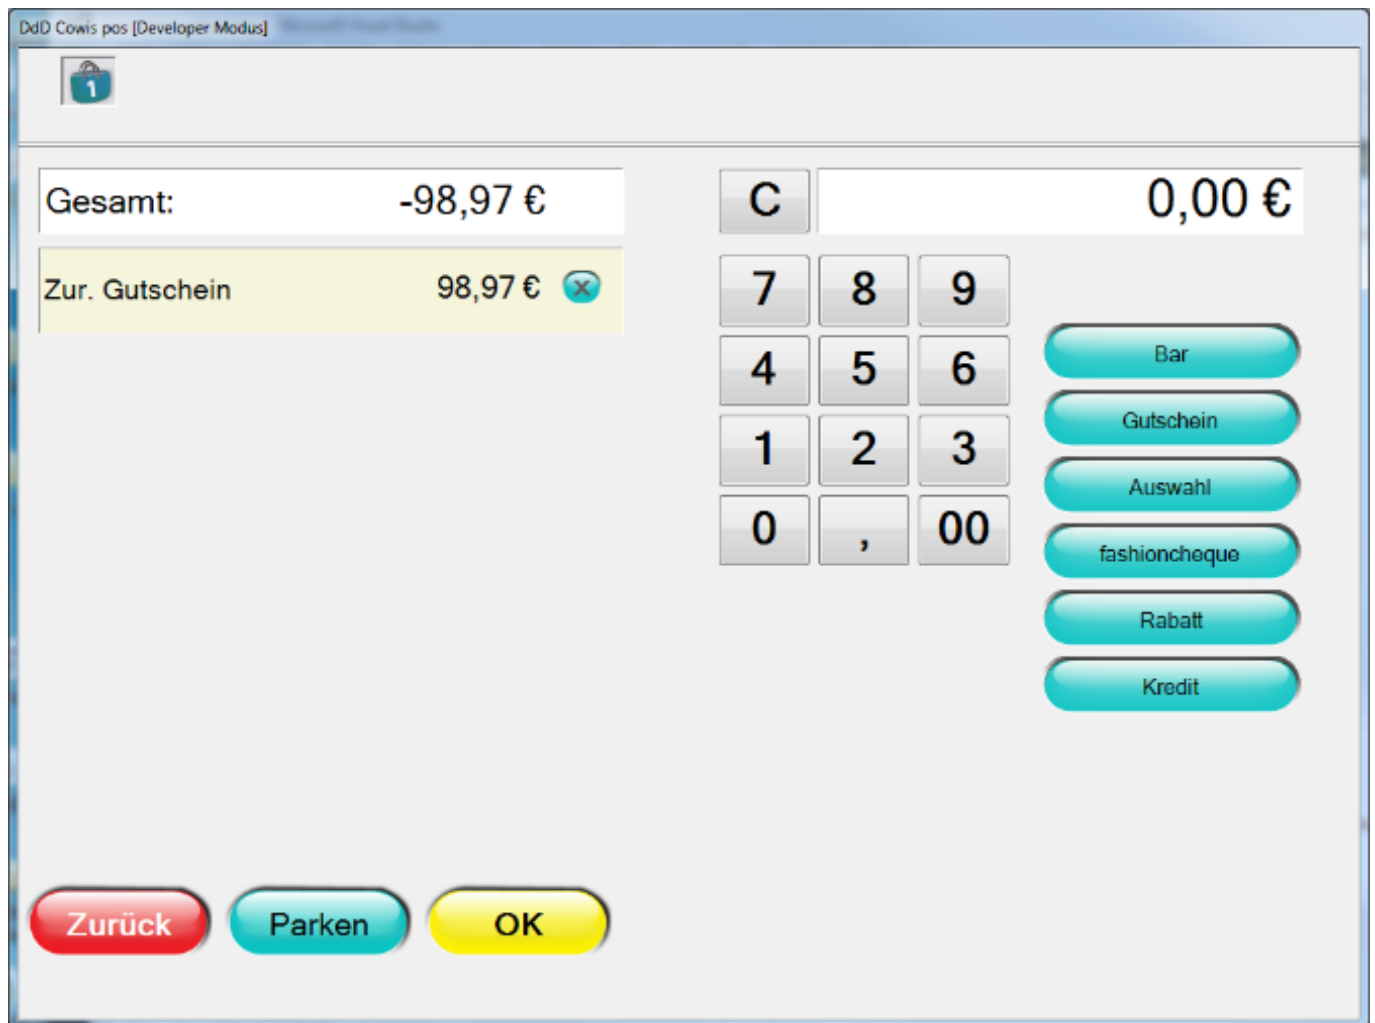 DdD Cowis pos [Developer Modus]
1
Gesamt: -98,97 €
Zur. Gutschein 98,97 € x
C 0,00 €
7 8 9
4 5 6
1 2 3
0 , 00
Bar
Gutschein
Auswahl
fashioncheque
Rabatt
Kredit
Zurück Parken OK